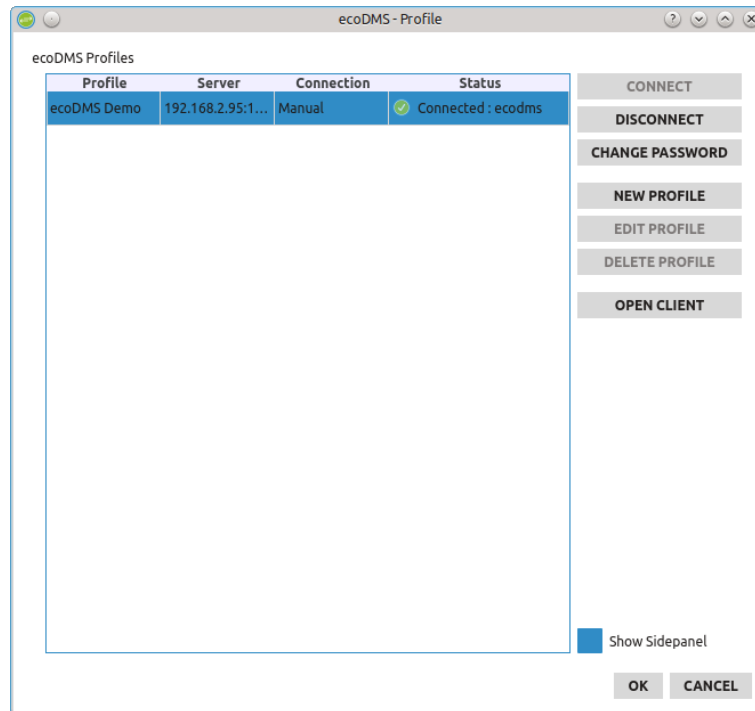 ecoDMS - Profile
ecoDMS Profiles
Profile Server Connection Status
ecoDMS Demo 192.168.2.95:1... Manual Connected : ecodms
CONNECT
DISCONNECT
CHANGE PASSWORD
NEW PROFILE
EDIT PROFILE
DELETE PROFILE
OPEN CLIENT
Show Sidepanel
OK CANCEL